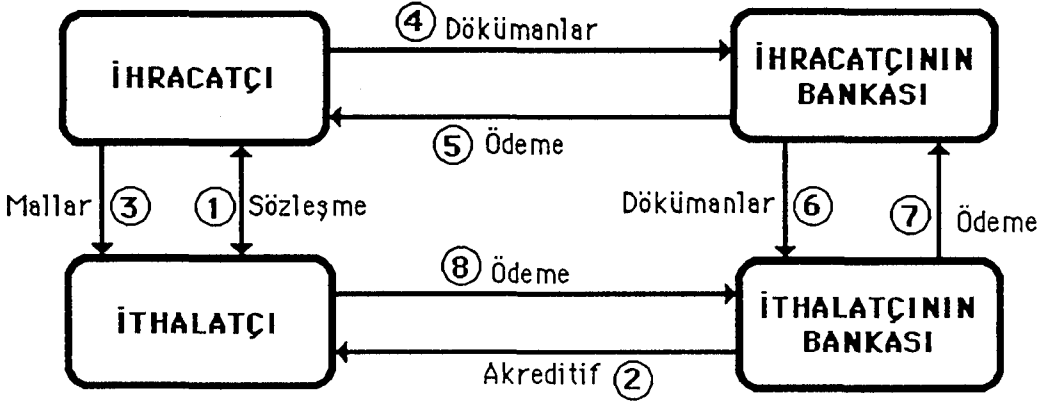 ④ Dökümanlar
İHRACATÇI
İHRACATÇININ
BANKASI
⑤ Ödeme
Mallar ③
① Sözleşme
Dökümanlar ⑥
⑦ Ödeme
⑧ Ödeme
İTHALATÇI
İTHALATÇININ
BANKASI
Akreditif ②